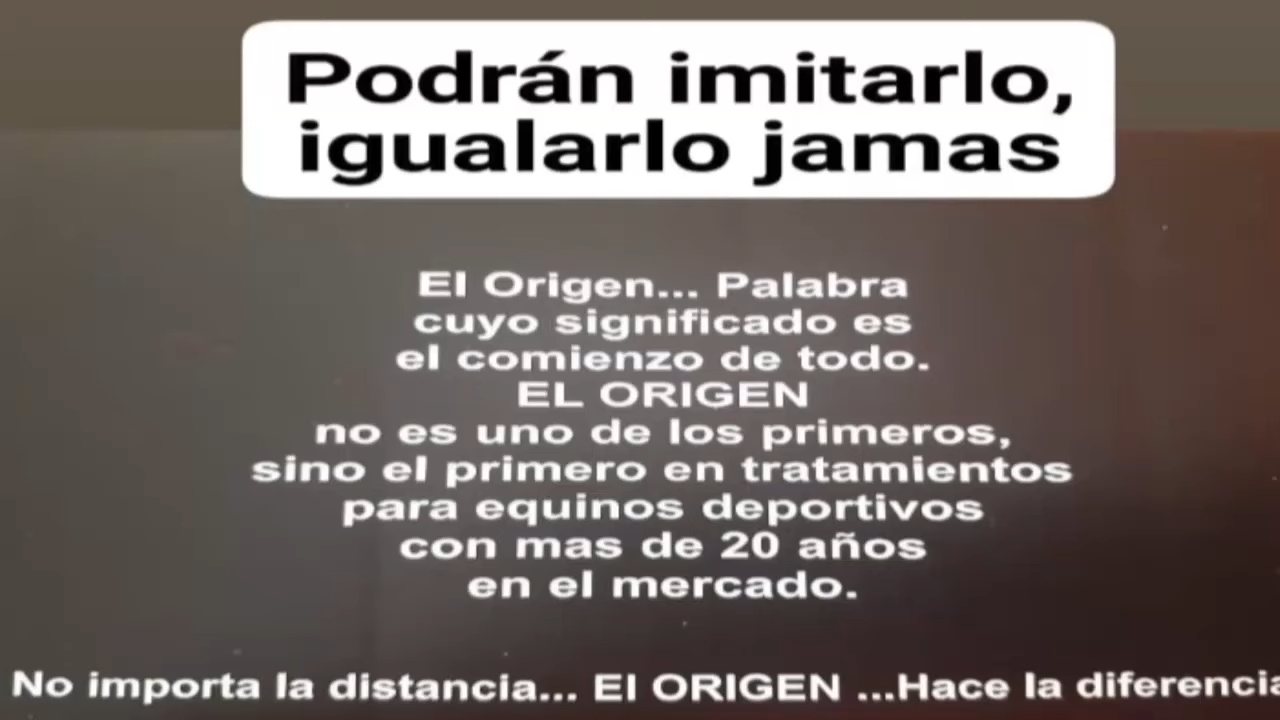 Podrán imitarlo,
igualarlo jamas
El Origen... Palabra
cuyo significado es
el comienzo de todo.
EL ORIGEN
no es uno de los primeros,
sino el primero en tratamientos
para equinos deportivos
con mas de 20 años
en el mercado.
No importa la distancia... El ORIGEN ...Hace la diferencia